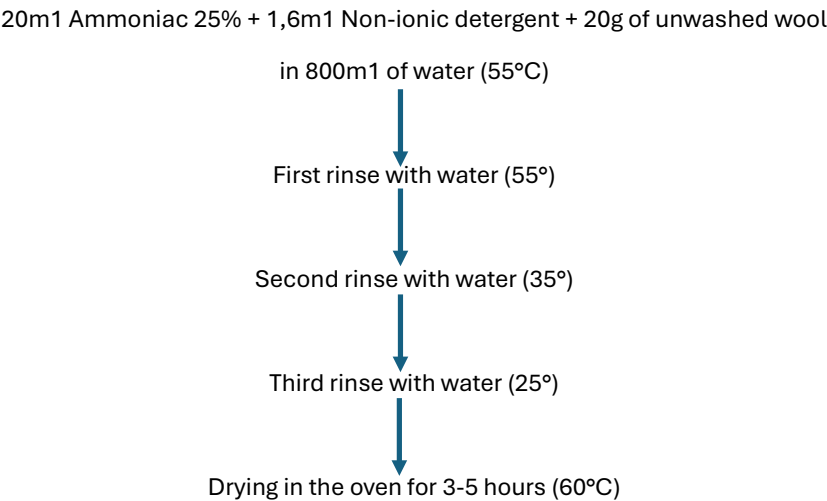 20m1 Ammoniac 25% + 1,6m1 Non-ionic detergent + 20g of unwashed wool
in 800m1 of water (55°C)
First rinse with water (55°)
Second rinse with water (35°)
Third rinse with water (25°)
Drying in the oven for 3-5 hours (60°C)